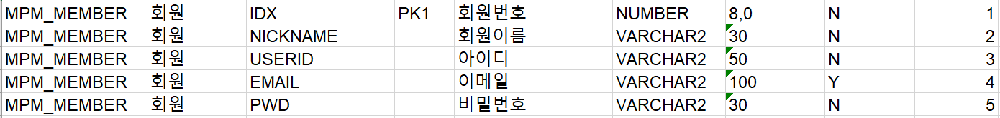 MPM_MEMBER 회원 IDX PK1 회원번호 NUMBER 8,0 N 1
MPM_MEMBER 회원 NICKNAME 회원이름 VARCHAR2 30 N 2
MPM_MEMBER 회원 USERID 아이디 VARCHAR2 50 N 3
MPM_MEMBER 회원 EMAIL 이메일 VARCHAR2 100 Y 4
MPM_MEMBER 회원 PWD 비밀번호 VARCHAR2 30 N 5